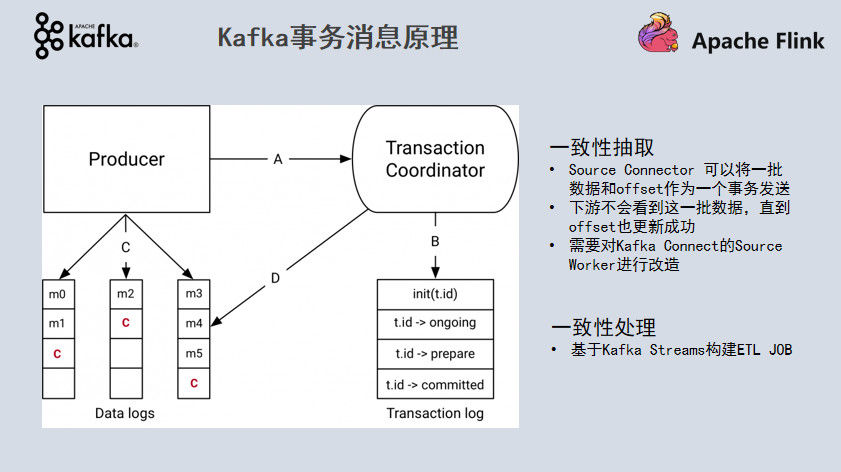 APACHE
kafka®
Kafka事务消息原理
Apache Flink
Producer
A
Transaction
Coordinator
C
B
D
m0
m1
C
m2
C
m3
m4
m5
C
Data logs
init(t.id)
t.id -> ongoing
t.id -> prepare
t.id -> committed
Transaction log
一致性抽取
• Source Connector 可以将一批
数据和offset作为一个事务发送
• 下游不会看到这一批数据，直到
offset也更新成功
• 需要对Kafka Connect的Source
Worker进行改造
一致性处理
• 基于Kafka Streams构建ETL JOB